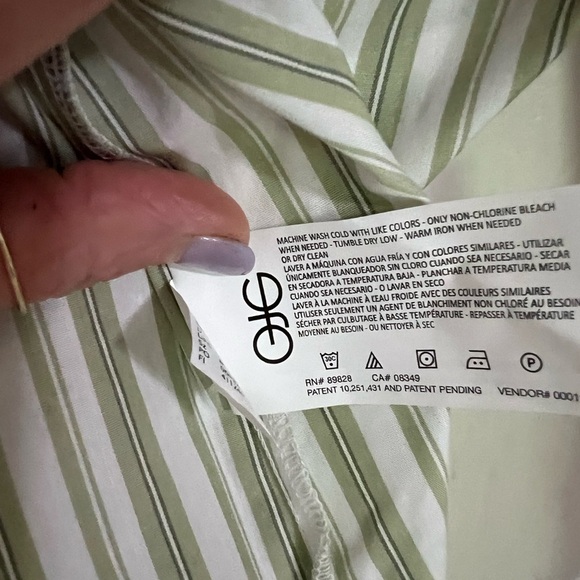 MACHINE WASH COLD WITH LIKE COLORS - ONLY NON-CHLORINE BLEACH
WHEN NEEDED - TUMBLE DRY LOW - WARM IRON WHEN NEEDED
OR DRY CLEAN
LAVER A MÁQUINA CON AGUA FRÍA Y CON COLORES SIMILARES - UTILIZAR
ÚNICAMENTE BLANQUEADOR SIN CLORO CUANDO SEA NECESARIO - SECAR
EN SECADORA A TEMPERATURA BAJA - PLANCHAR A TEMPERATURA MEDIA
CUANDO SEA NECESARIO - O LAVAR EN SECO
LAVER À LA MACHINE À L'EAU FROIDE AVEC DES COULEURS SIMILAIRES
UTILISER SEULEMENT UN AGENT DE BLANCHIMENT NON CHLORÉ AU BESOIN
SÉCHER PAR CULBUTAGE À BASSE TEMPÉRATURE - REPASSER À TEMPÉRATURE
MOYENNE AU BESOIN - OU NETTOYER À SEC
30C
P
RN# 89828 CA# 08349
PATENT 10,251,431 AND PATENT PENDING VENDOR# 0001